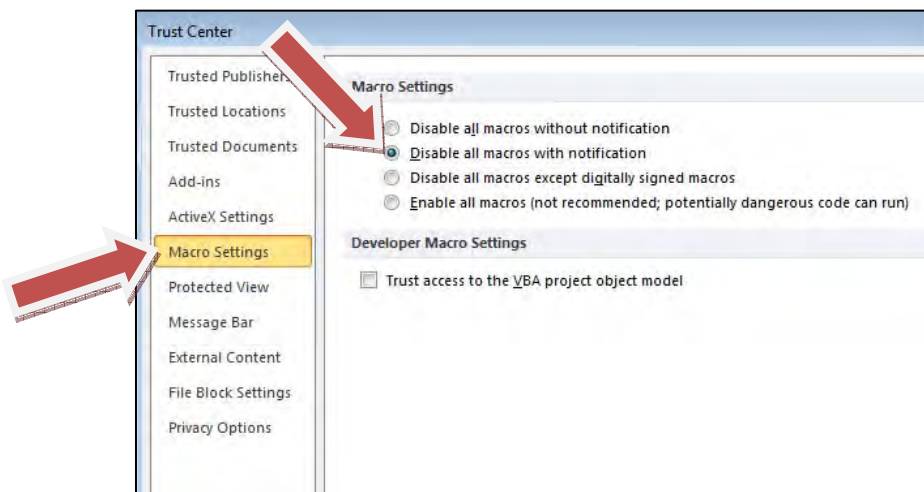 Trust Center
Trusted Publishers
Trusted Locations
Trusted Documents
Add-ins
ActiveX Settings
Macro Settings
Protected View
Message Bar
External Content
File Block Settings
Privacy Options
Macro Settings
Disable all macros without notification
Disable all macros with notification
Disable all macros except digitally signed macros
Enable all macros (not recommended; potentially dangerous code can run)
Developer Macro Settings
Trust access to the VBA project object model